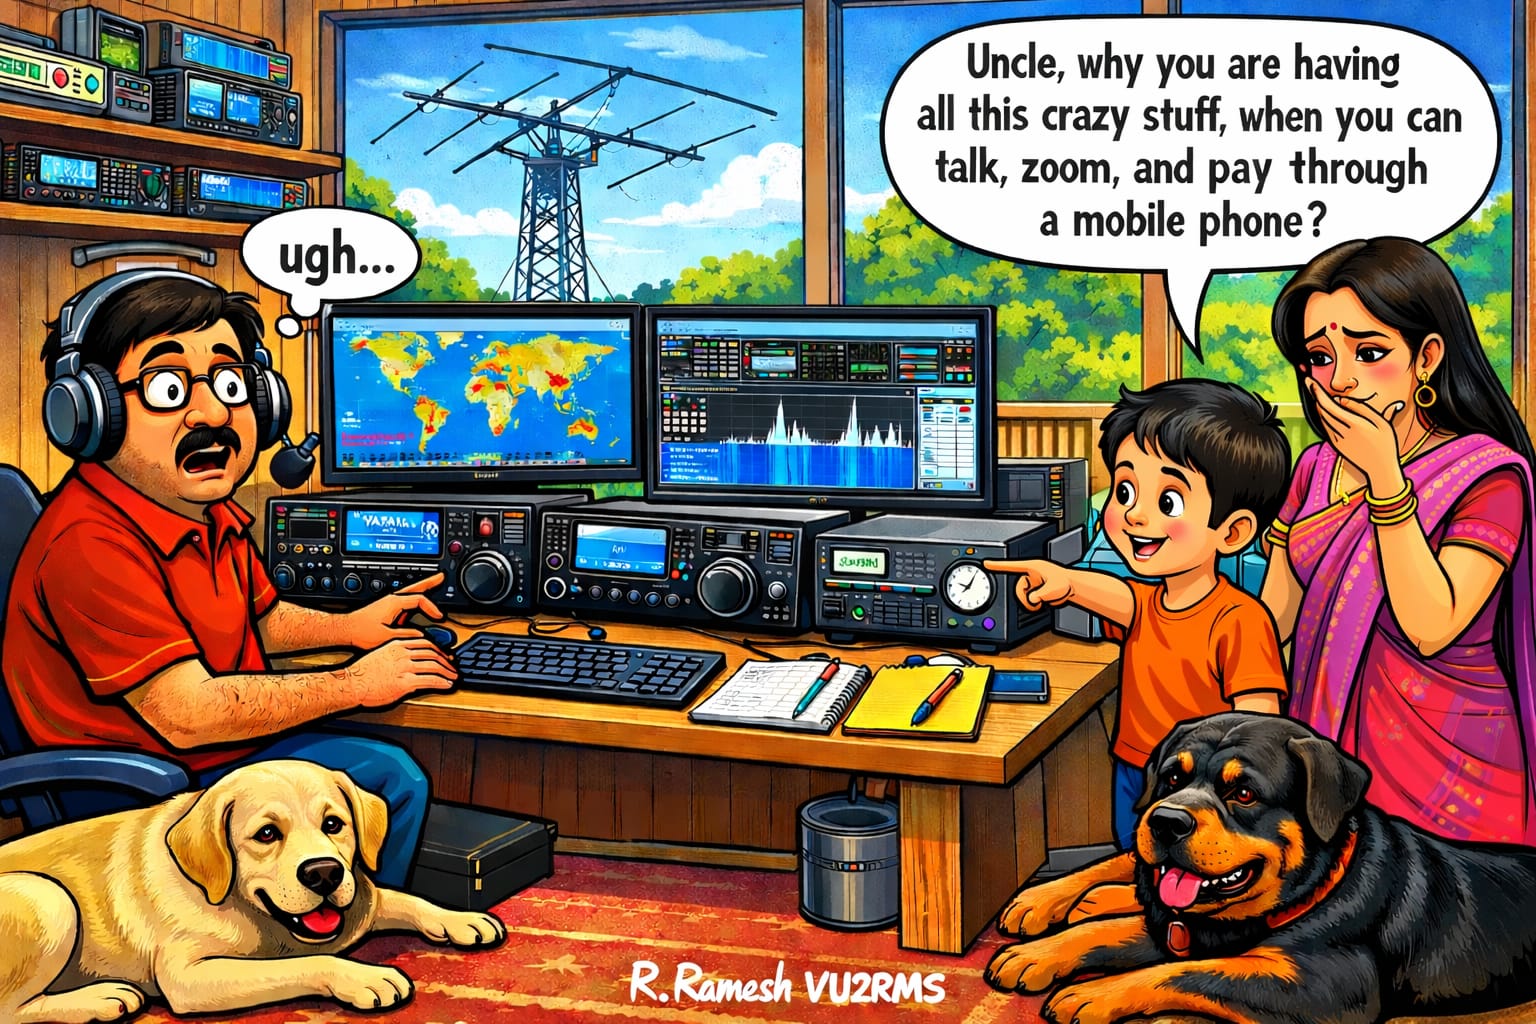 Uncle, why you are having
all this crazy stuff, when you can
talk, zoom, and pay through
a mobile phone?
ugh...
R. Ramesh VU2RMS